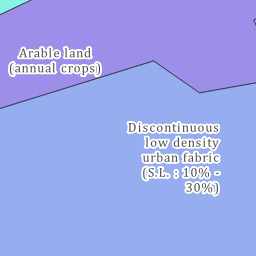 Arable land
(annual crops)
Discontinuous
low density
urban fabric
(S.L. : 10% -
30%)